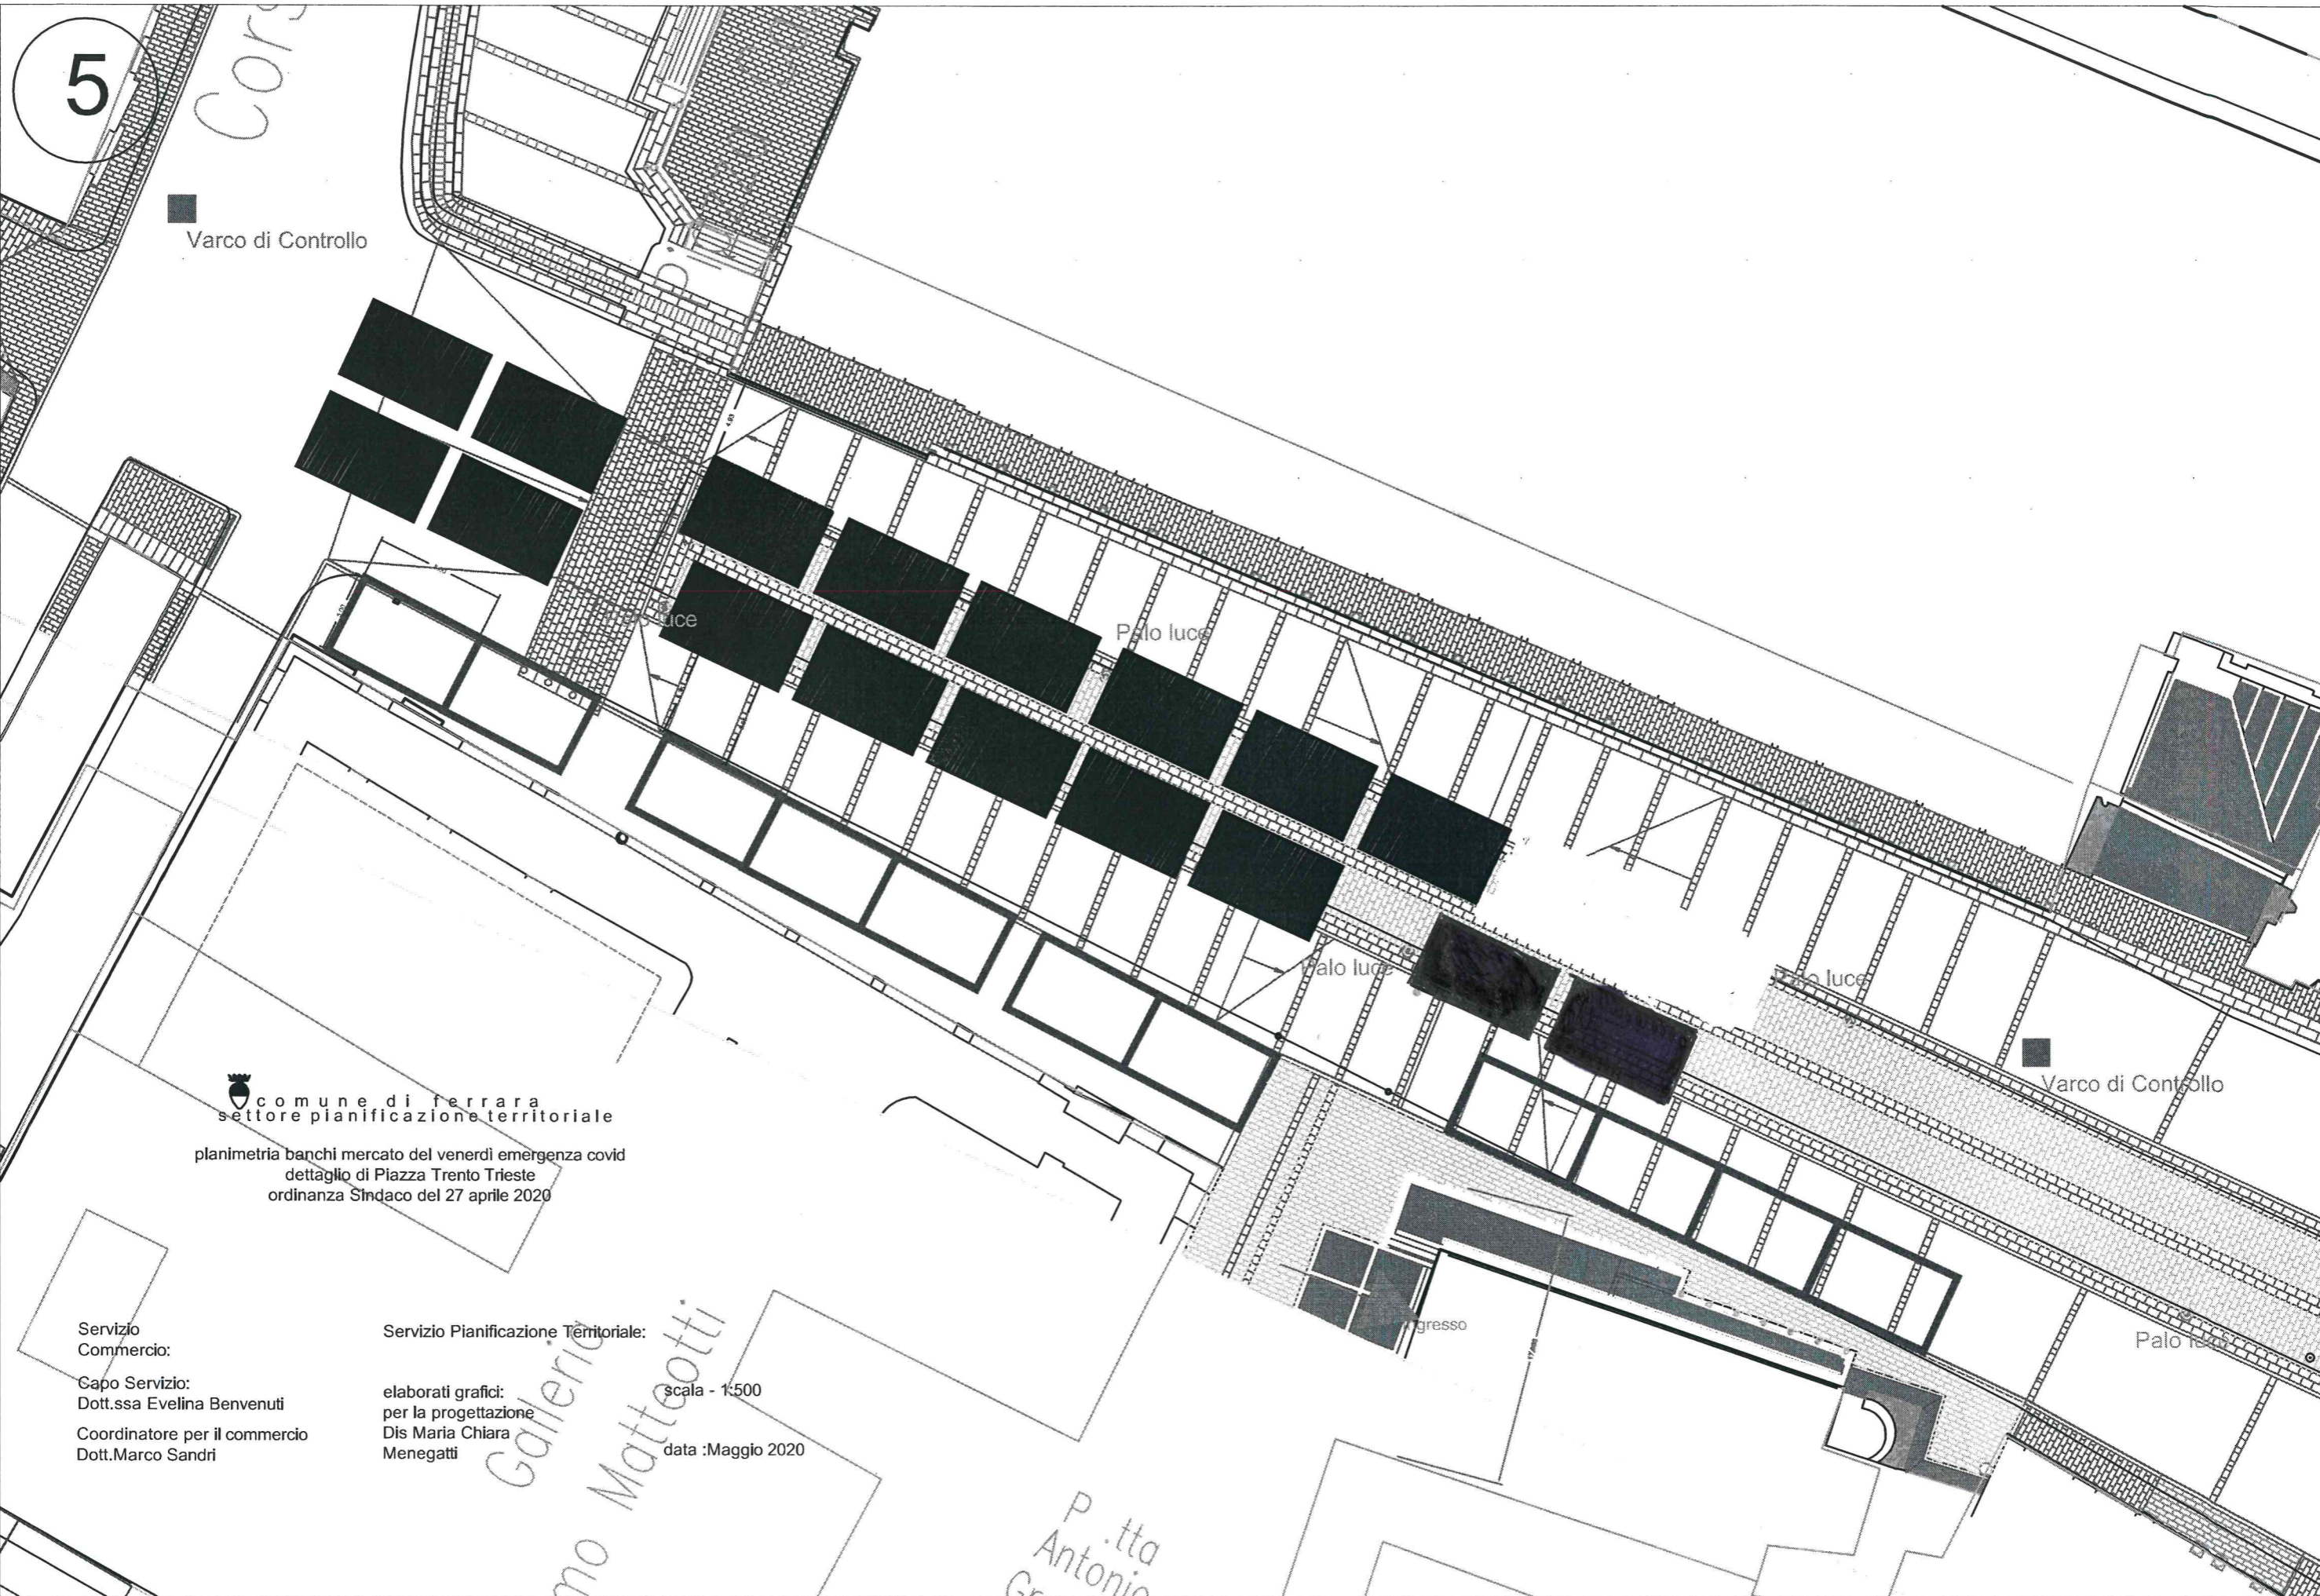 5
Varco di Controllo
4.93
Palo luce
Palo luce
Palo luce
Varco di Controllo
comune di ferrara
settore pianificazione territoriale
planimetria banchi mercato del venerdì emergenza covid
dettaglio di Piazza Trento Trieste
ordinanza Sindaco del 27 aprile 2020
Servizio
Commercio:
Capo Servizio:
Dott.ssa Evelina Benvenuti
Coordinatore per il commercio
Dott.Marco Sandri
Servizio Pianificazione Territoriale:
elaborati grafici:
per la progettazione
Dis Maria Chiara
Menegatti
scala - 1:500
data :Maggio 2020
gresso
Palo luce
Galleria
Matteotti
P .tta
Antonio